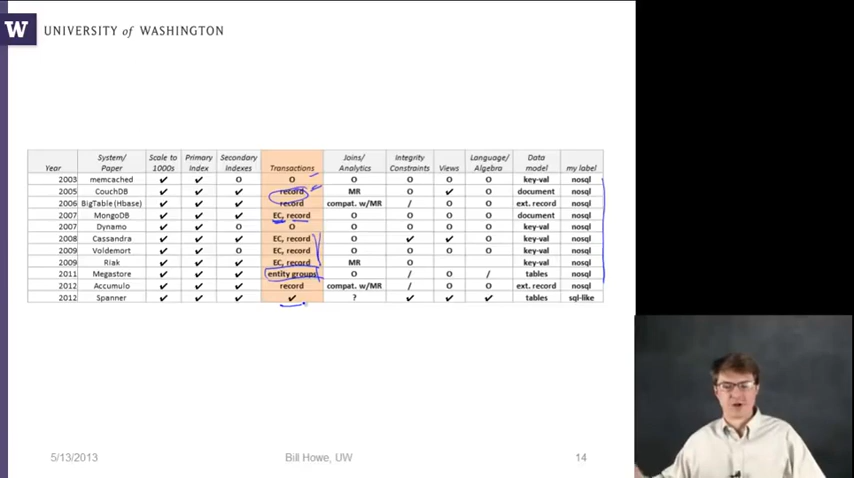 W UNIVERSITY of WASHINGTON
Year System/Paper Scale to 1000s Primary Index Secondary Indexes Transactions Joins/Analytics Integrity Constraints Views Language/Algebra Data model my label
2003 memcached ✔ ✔ O O O O O O key-val nosql
2005 CouchDB ✔ ✔ ✔ record MR O ✔ O document nosql
2006 BigTable (Hbase) ✔ ✔ ✔ record compat. w/MR / O O ext. record nosql
2007 MongoDB ✔ ✔ ✔ EC, record O O O O document nosql
2007 Dynamo ✔ ✔ O O O O O O key-val nosql
2008 Cassandra ✔ ✔ ✔ EC, record O ✔ ✔ O key-val nosql
2009 Voldemort ✔ ✔ O EC, record O O O O key-val nosql
2009 Riak ✔ ✔ ✔ EC, record MR O key-val nosql
2011 Megastore ✔ ✔ ✔ entity groups O / O / tables nosql
2012 Accumulo ✔ ✔ ✔ record compat. w/MR / O O ext. record nosql
2012 Spanner ✔ ✔ ✔ ✔ ? ✔ ✔ ✔ tables sql-like
5/13/2013 Bill Howe, UW 14